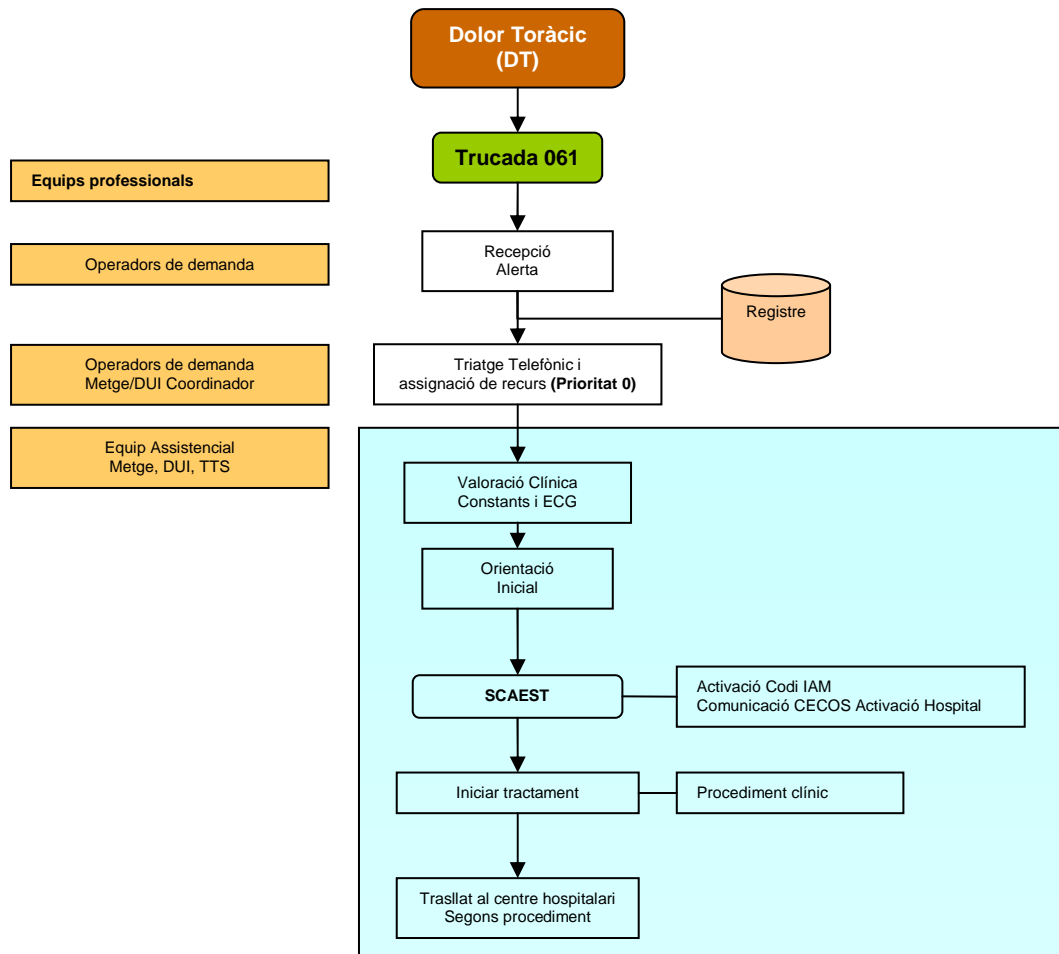 Dolor Toràcic
(DT)
Trucada 061
Equips professionals
Operadors de demanda
Recepció
Alerta
Registre
Operadors de demanda
Metge/DUI Coordinador
Triatge Telefònic i
assignació de recurs (Prioritat 0)
Equip Assistencial
Metge, DUI, TTS
Valoració Clínica
Constants i ECG
Orientació
Inicial
SCAEST
Activació Codi IAM
Comunicació CECOS Activació Hospital
Iniciar tractament
Procediment clínic
Trasllat al centre hospitalari
Segons procediment